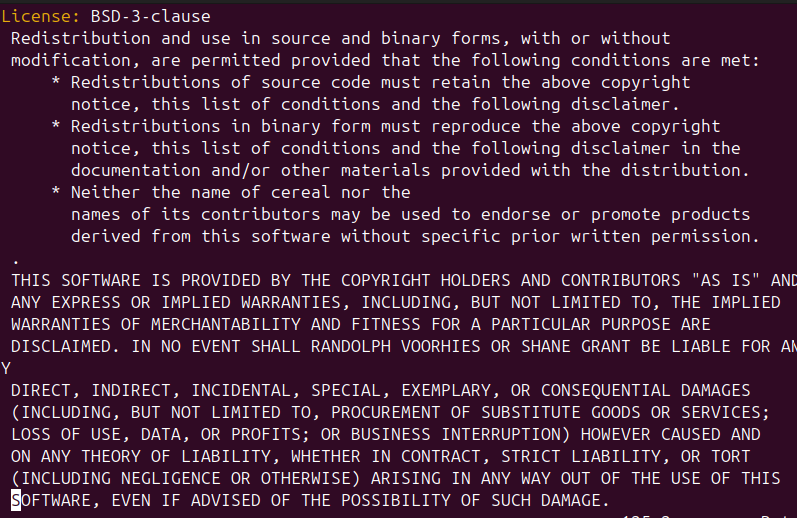 License: BSD-3-clause
Redistribution and use in source and binary forms, with or without
modification, are permitted provided that the following conditions are met:
* Redistributions of source code must retain the above copyright
notice, this list of conditions and the following disclaimer.
* Redistributions in binary form must reproduce the above copyright
notice, this list of conditions and the following disclaimer in the
documentation and/or other materials provided with the distribution.
* Neither the name of cereal nor the
names of its contributors may be used to endorse or promote products
derived from this software without specific prior written permission.
.
THIS SOFTWARE IS PROVIDED BY THE COPYRIGHT HOLDERS AND CONTRIBUTORS "AS IS" AND
ANY EXPRESS OR IMPLIED WARRANTIES, INCLUDING, BUT NOT LIMITED TO, THE IMPLIED
WARRANTIES OF MERCHANTABILITY AND FITNESS FOR A PARTICULAR PURPOSE ARE
DISCLAIMED. IN NO EVENT SHALL RANDOLPH VOORHIES OR SHANE GRANT BE LIABLE FOR AN
Y
DIRECT, INDIRECT, INCIDENTAL, SPECIAL, EXEMPLARY, OR CONSEQUENTIAL DAMAGES
(INCLUDING, BUT NOT LIMITED TO, PROCUREMENT OF SUBSTITUTE GOODS OR SERVICES;
LOSS OF USE, DATA, OR PROFITS; OR BUSINESS INTERRUPTION) HOWEVER CAUSED AND
ON ANY THEORY OF LIABILITY, WHETHER IN CONTRACT, STRICT LIABILITY, OR TORT
(INCLUDING NEGLIGENCE OR OTHERWISE) ARISING IN ANY WAY OUT OF THE USE OF THIS
SOFTWARE, EVEN IF ADVISED OF THE POSSIBILITY OF SUCH DAMAGE.